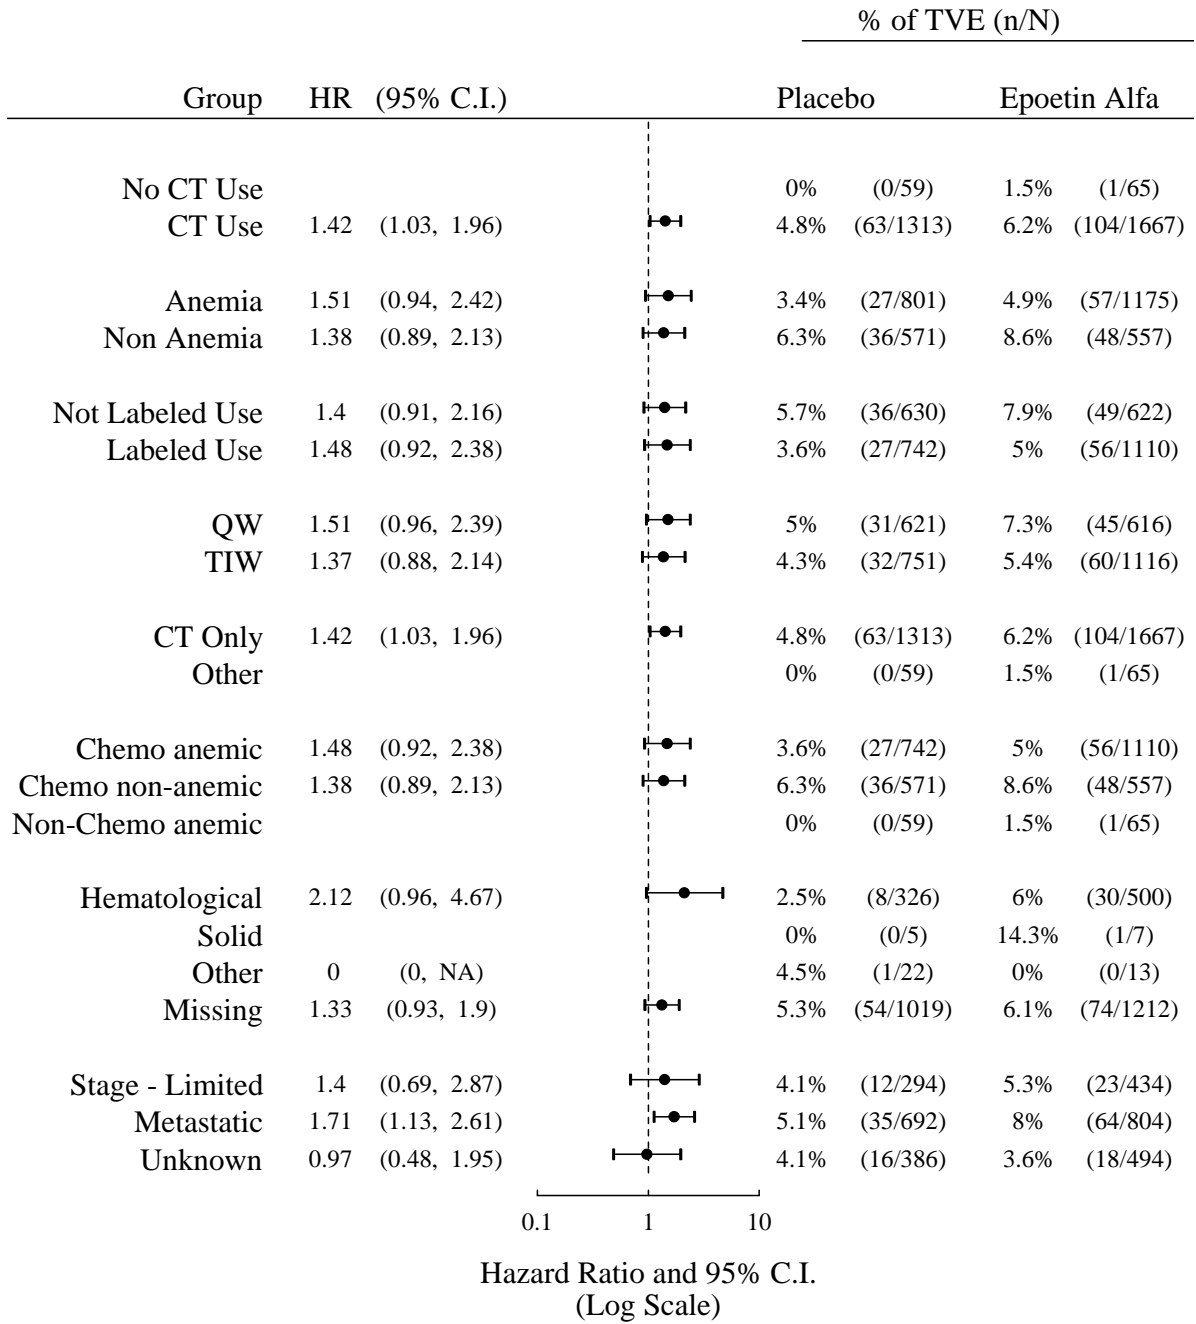 % of TVE (n/N)
Group HR (95% C.I.) Placebo Epoetin Alfa
No CT Use 0% (0/59) 1.5% (1/65)
CT Use 1.42 (1.03, 1.96) 4.8% (63/1313) 6.2% (104/1667)
Anemia 1.51 (0.94, 2.42) 3.4% (27/801) 4.9% (57/1175)
Non Anemia 1.38 (0.89, 2.13) 6.3% (36/571) 8.6% (48/557)
Not Labeled Use 1.4 (0.91, 2.16) 5.7% (36/630) 7.9% (49/622)
Labeled Use 1.48 (0.92, 2.38) 3.6% (27/742) 5% (56/1110)
QW 1.51 (0.96, 2.39) 5% (31/621) 7.3% (45/616)
TIW 1.37 (0.88, 2.14) 4.3% (32/751) 5.4% (60/1116)
CT Only 1.42 (1.03, 1.96) 4.8% (63/1313) 6.2% (104/1667)
Other 0% (0/59) 1.5% (1/65)
Chemo anemic 1.48 (0.92, 2.38) 3.6% (27/742) 5% (56/1110)
Chemo non-anemic 1.38 (0.89, 2.13) 6.3% (36/571) 8.6% (48/557)
Non-Chemo anemic 0% (0/59) 1.5% (1/65)
Hematological 2.12 (0.96, 4.67) 2.5% (8/326) 6% (30/500)
Solid 0% (0/5) 14.3% (1/7)
Other 0 (0, NA) 4.5% (1/22) 0% (0/13)
Missing 1.33 (0.93, 1.9) 5.3% (54/1019) 6.1% (74/1212)
Stage - Limited 1.4 (0.69, 2.87) 4.1% (12/294) 5.3% (23/434)
Metastatic 1.71 (1.13, 2.61) 5.1% (35/692) 8% (64/804)
Unknown 0.97 (0.48, 1.95) 4.1% (16/386) 3.6% (18/494)
0.1 1 10
Hazard Ratio and 95% C.I.
(Log Scale)